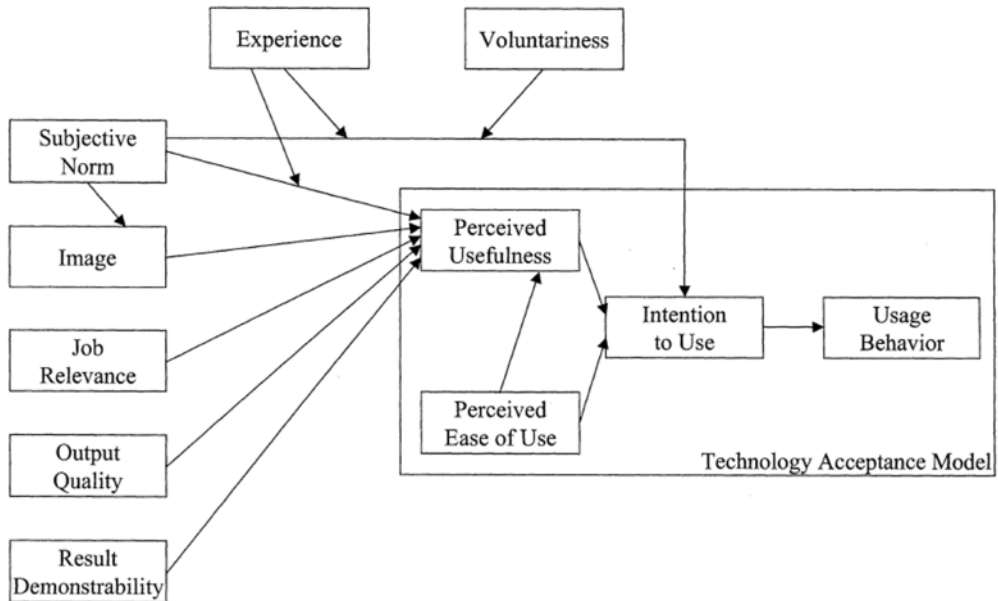 Experience
Voluntariness
Subjective
Norm
Image
Job
Relevance
Output
Quality
Result
Demonstrability
Perceived
Usefulness
Perceived
Ease of Use
Intention
to Use
Usage
Behavior
Technology Acceptance Model